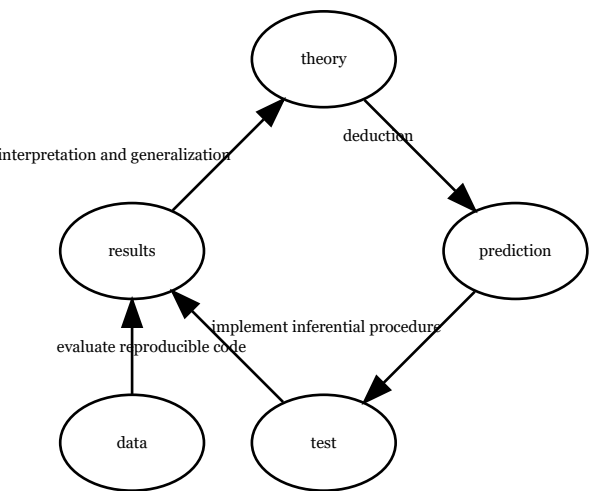 theory
deduction
interpretation and generalization
results
prediction
implement inferential procedure
evaluate reproducible code
data
test